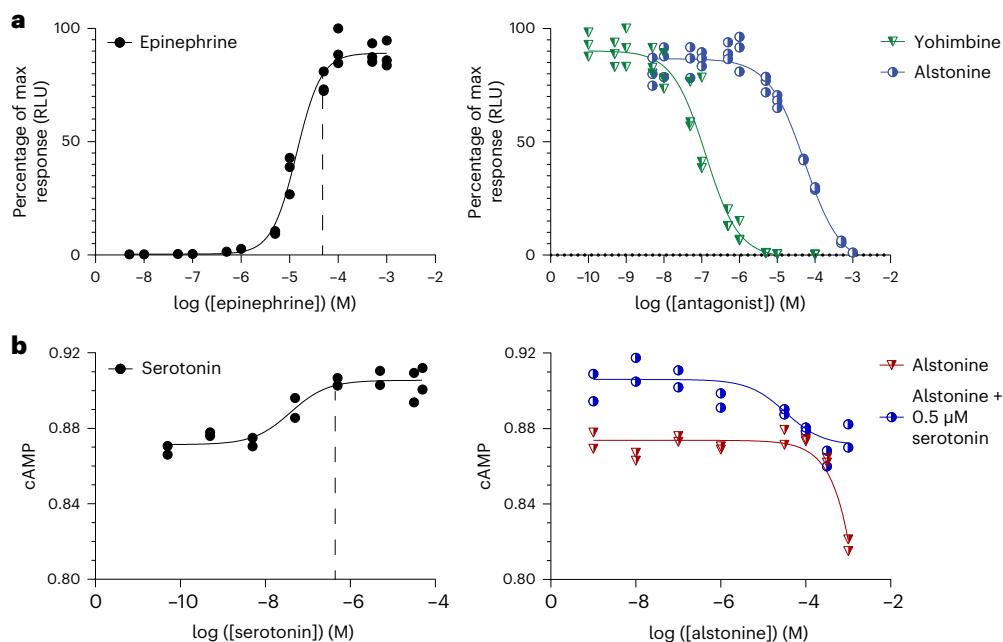 a
Percentage of max
response (RLU)
100
50
0
Epinephrine
0
–8
–7
–6
–5
–4
–3
–2
log ([epinephrine]) (M)
Percentage of max
response (RLU)
100
50
0
0
–10
–9
–8
–7
–6
–5
–4
–3
–2
log ([antagonist]) (M)
Yohimbine
Alstonine
b
cAMP
0.92
0.88
0.84
0.80
Serotonin
0
–10
–8
–6
–4
log ([serotonin]) (M)
cAMP
0.92
0.88
0.84
0.80
0
–8
–6
–4
–2
log ([alstonine]) (M)
Alstonine
Alstonine +
0.5 µM
serotonin